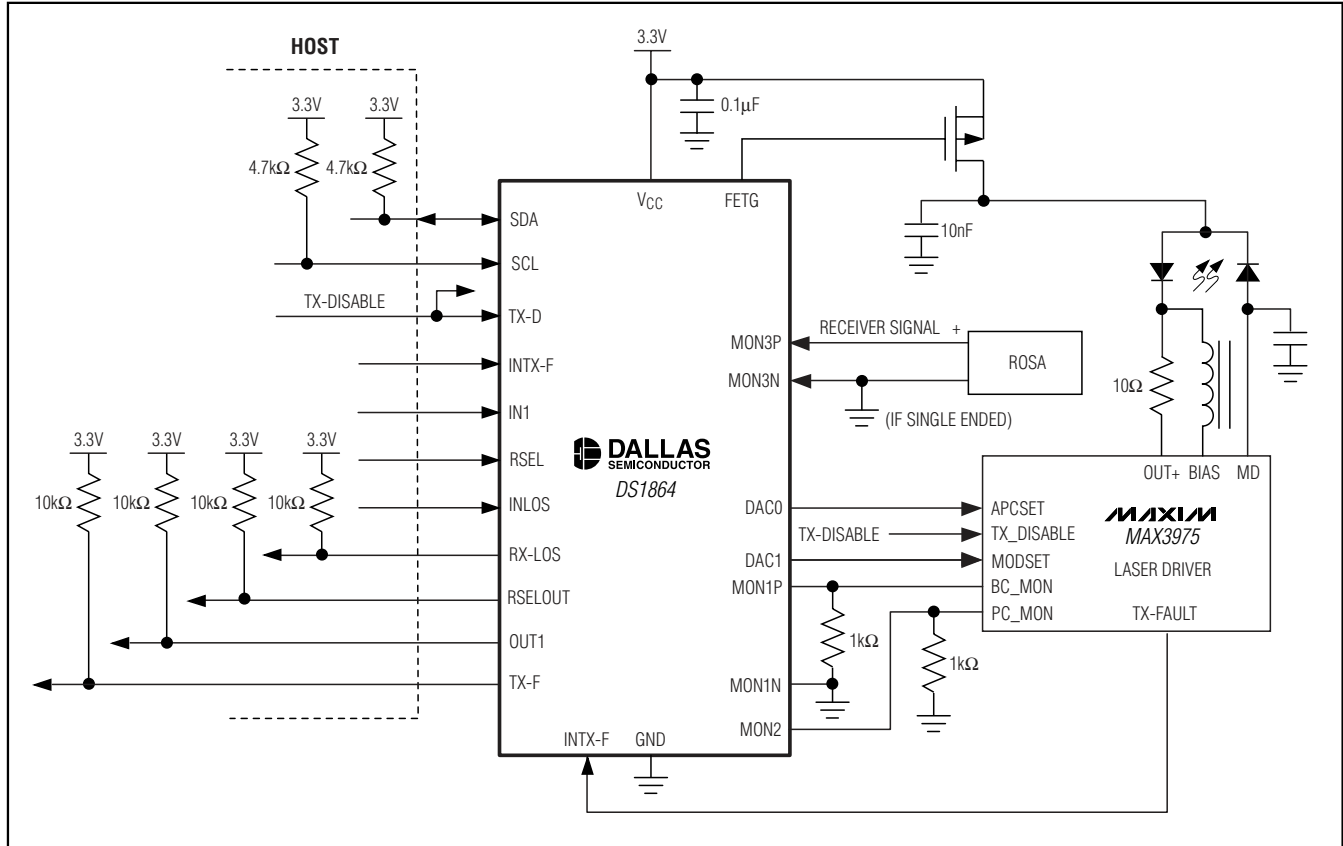 HOST
3.3V
3.3V 3.3V
0.1µF
4.7kΩ 4.7kΩ
VCC FETG
SDA
10nF
SCL
TX-DISABLE
TX-D
RECEIVER SIGNAL +
MON3P
ROSA
INTX-F
MON3N
10Ω
(IF SINGLE ENDED)
IN1
3.3V 3.3V 3.3V 3.3V
DALLAS
SEMICONDUCTOR
DS1864
RSEL
OUT+ BIAS MD
10kΩ 10kΩ 10kΩ 10kΩ
INLOS
DAC0
APCSET
MAXIM
MAX3975
LASER DRIVER
TX-DISABLE
TX_DISABLE
RX-LOS
DAC1
MODSET
MON1P
BC_MON
RSELOUT
PC_MON TX-FAULT
OUT1
1kΩ
1kΩ
TX-F
MON1N
MON2
INTX-F GND